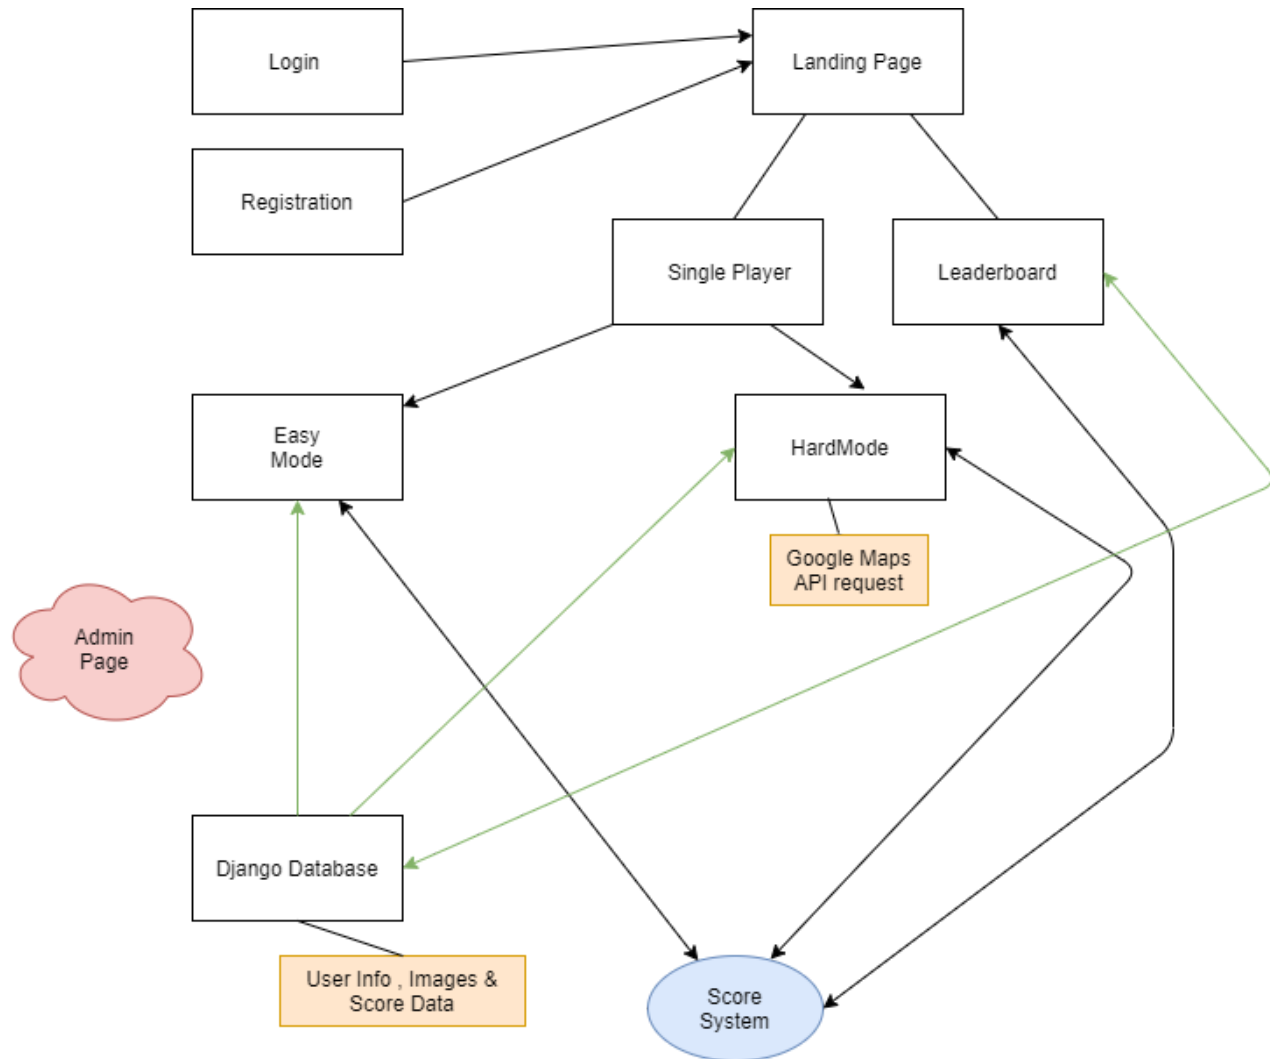 Login
Landing Page
Registration
Single Player
Leaderboard
Easy
Mode
HardMode
Google Maps
API request
Admin
Page
Django Database
User Info , Images &
Score Data
Score
System